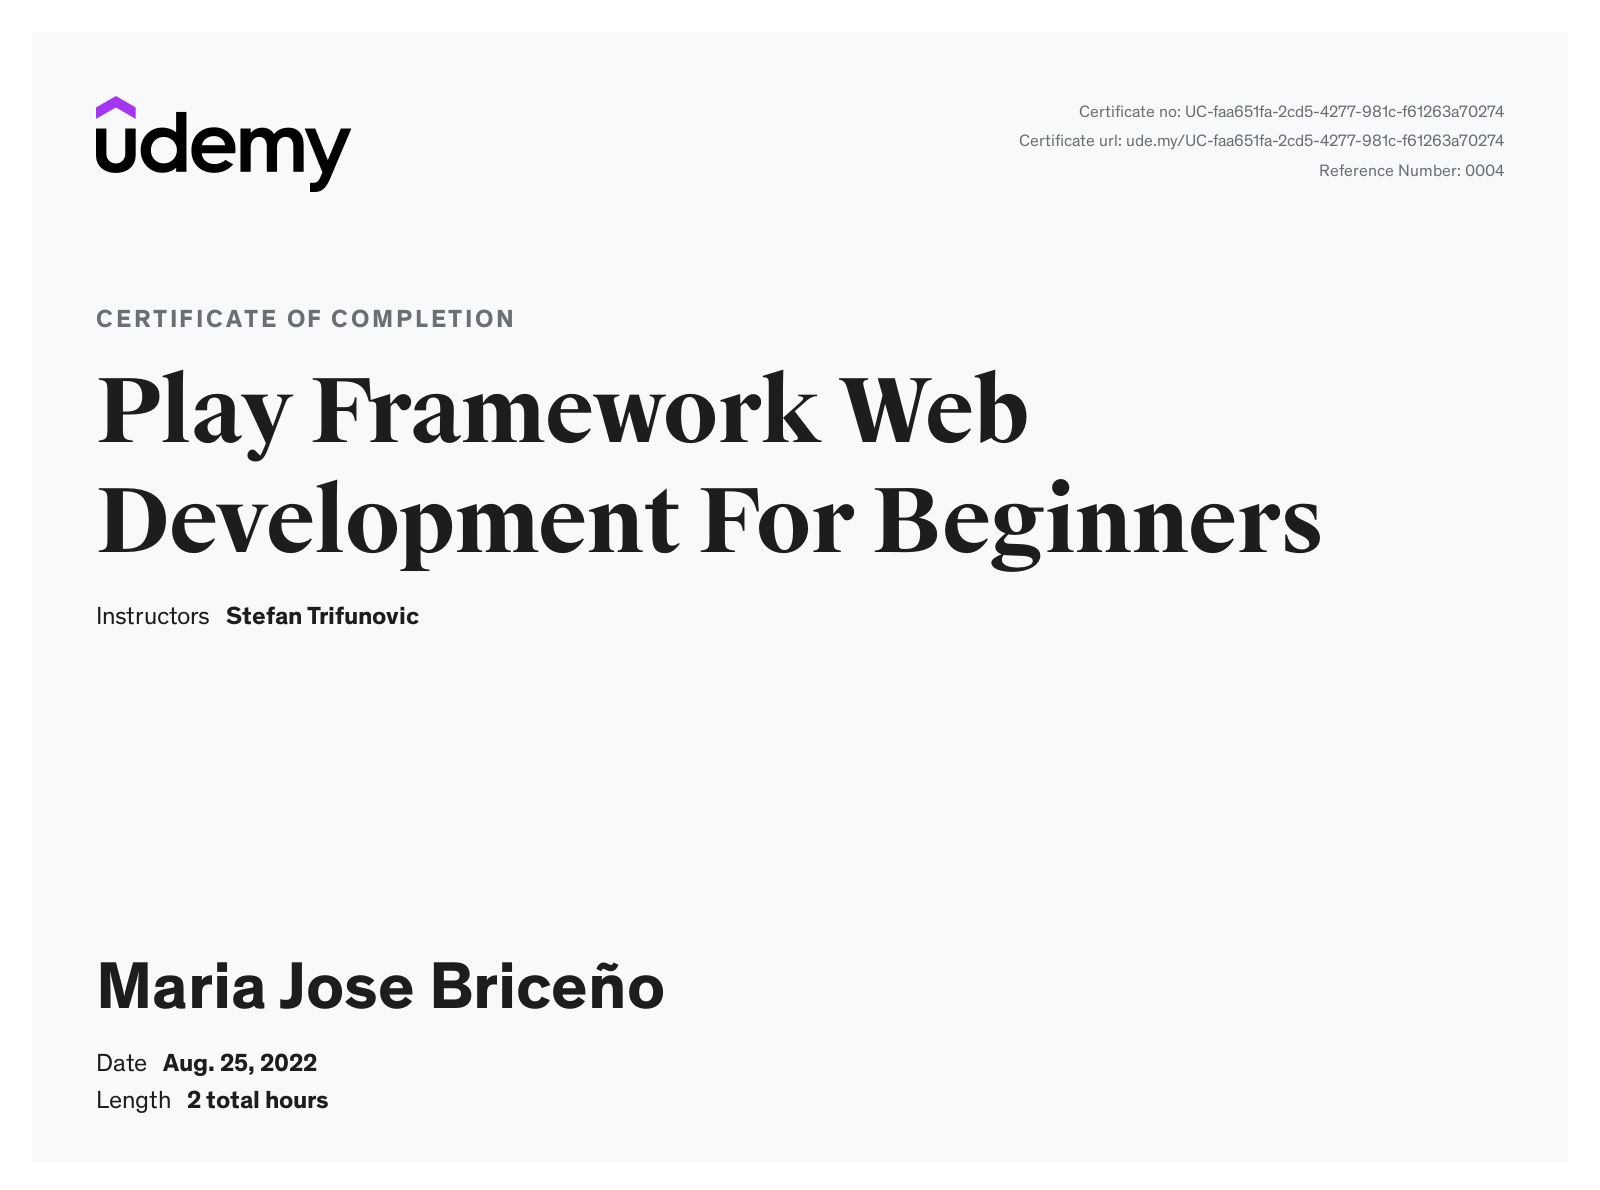 udemy
Certificate no: UC-faa651fa-2cd5-4277-981c-f61263a70274
Certificate url: ude.my/UC-faa651fa-2cd5-4277-981c-f61263a70274
Reference Number: 0004
CERTIFICATE OF COMPLETION
Play Framework Web
Development For Beginners
Instructors Stefan Trifunovic
Maria Jose Briceño
Date Aug. 25, 2022
Length 2 total hours